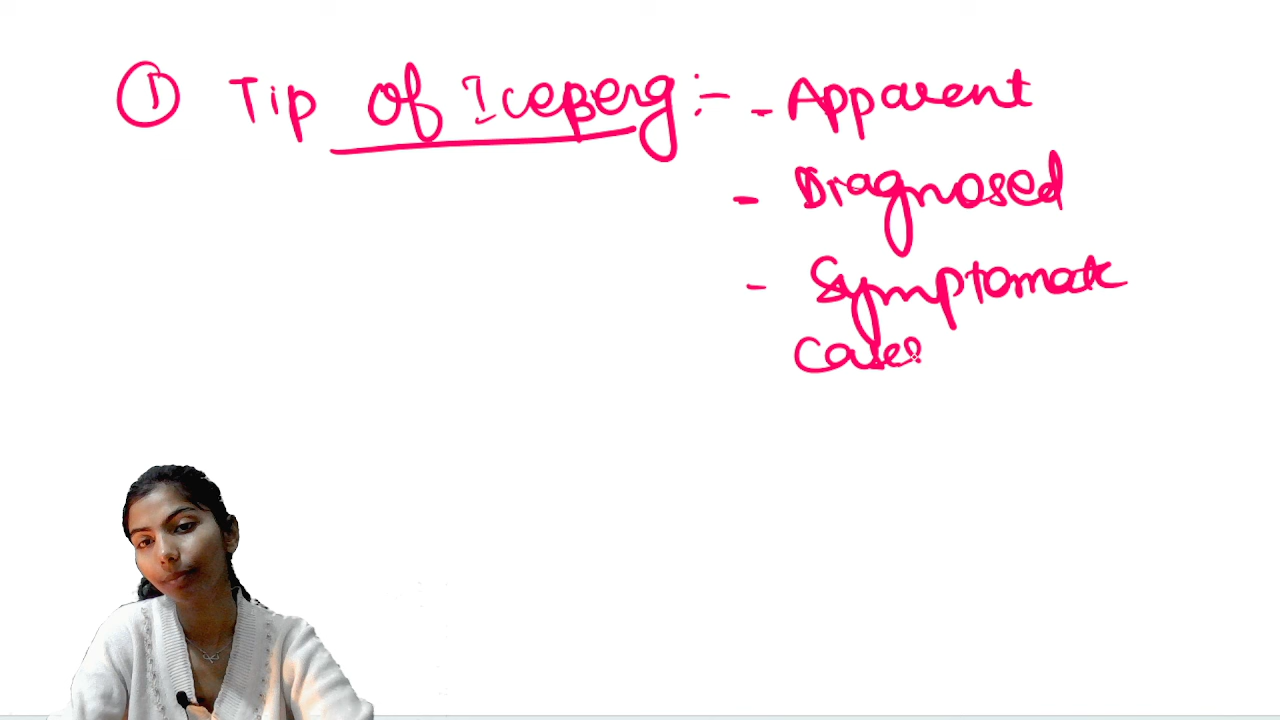 ① Tip of Iceberg :- - Apparent
- Diagnosed
- Symptomatic
Cases